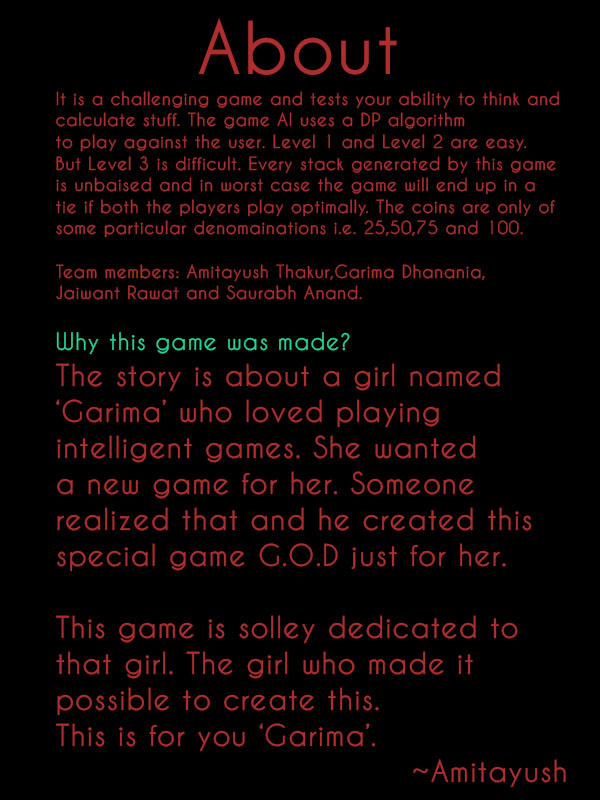 About
It is a challenging game and tests your ability to think and
calculate stuff. The game AI uses a DP algorithm
to play against the user. Level 1 and Level 2 are easy.
But Level 3 is difficult. Every stack generated by this game
is unbaised and in worst case the game will end up in a
tie if both the players play optimally. The coins are only of
some particular denomainations i.e. 25,50,75 and 100.
Team members: Amitayush Thakur,Garima Dhanania,
Jaiwant Rawat and Saurabh Anand.
Why this game was made?
The story is about a girl named
‘Garima’ who loved playing
intelligent games. She wanted
a new game for her. Someone
realized that and he created this
special game G.O.D just for her.
This game is solley dedicated to
that girl. The girl who made it
possible to create this.
This is for you ‘Garima’.
~Amitayush